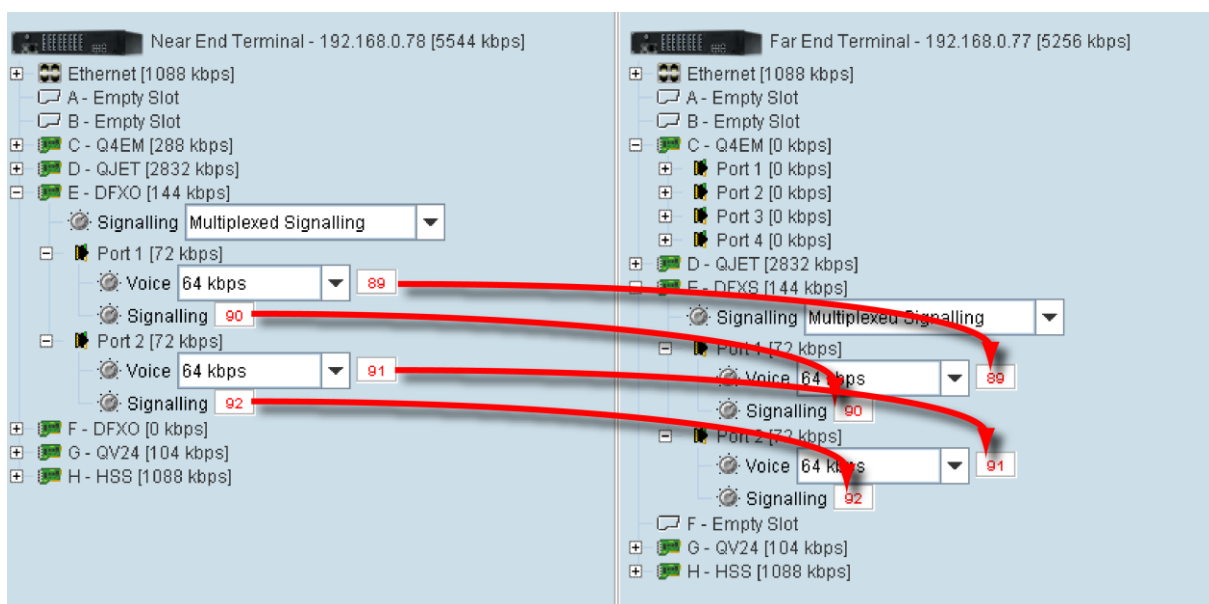 Near End Terminal - 192.168.0.78 [5544 kbps]
Ethernet [1088 kbps]
A - Empty Slot
B - Empty Slot
C - Q4EM [288 kbps]
D - QJET [2832 kbps]
E - DFXO [144 kbps]
Signalling Multiplexed Signalling
Port 1 [72 kbps]
Voice 64 kbps 89
Signalling 90
Port 2 [72 kbps]
Voice 64 kbps 91
Signalling 92
F - DFXO [0 kbps]
G - QV24 [104 kbps]
H - HSS [1088 kbps]
Far End Terminal - 192.168.0.77 [5256 kbps]
Ethernet [1088 kbps]
A - Empty Slot
B - Empty Slot
C - Q4EM [0 kbps]
Port 1 [0 kbps]
Port 2 [0 kbps]
Port 3 [0 kbps]
Port 4 [0 kbps]
D - QJET [2832 kbps]
E - DFXS [144 kbps]
Signalling Multiplexed Signalling
Port 1 [72 kbps]
Voice 64 kbps 89
Signalling 90
Port 2 [72 kbps]
Voice 64 kbps 91
Signalling 92
F - Empty Slot
G - QV24 [104 kbps]
H - HSS [1088 kbps]